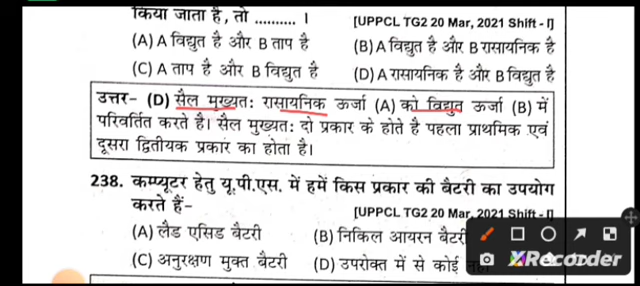 किया जाता है, तो .......... ।
[UPPCL TG2 20 Mar, 2021 Shift - I]
(A) A विद्युत है और B ताप है
(B) A विद्युत है और B रासायनिक है
(C) A ताप है और B विद्युत है
(D) A रासायनिक है और B विद्युत है
उत्तर- (D) सैल मुख्यतः रासायनिक ऊर्जा (A) को विद्युत ऊर्जा (B) में
परिवर्तित करते है। सैल मुख्यतः दो प्रकार के होते है पहला प्राथमिक एवं
दूसरा द्वितीयक प्रकार का होता है।
238. कम्प्यूटर हेतु यू.पी.एस. में हमें किस प्रकार की बैटरी का उपयोग
करते हैं-
[UPPCL TG2 20 Mar, 2021 Shift - I]
(A) लैड एसिड बैटरी
(B) निकिल आयरन बैटरी
(C) अनुरक्षण मुक्त बैटरी
(D) उपरोक्त में से कोई
XRecorder